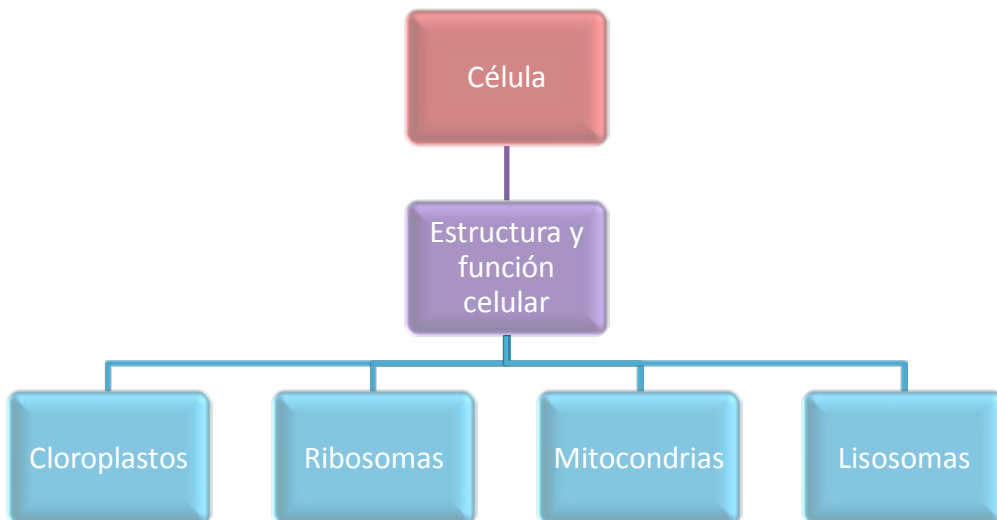 Célula
Estructura y
función
celular
Cloroplastos
Ribosomas
Mitocondrias
Lisosomas